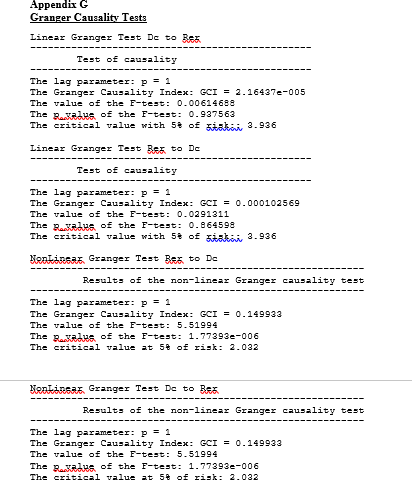 Appendix G
Granger Causality Tests
Linear Granger Test Dc to Rer
------------------------------------------------
Test of causality
------------------------------------------------
The lag parameter: p = 1
The Granger Causality Index: GCI = 2.16437e-005
The value of the F-test: 0.00614688
The p_value of the F-test: 0.937563
The critical value with 5% of risk:: 3.936
Linear Granger Test Rer to Dc
------------------------------------------------
Test of causality
------------------------------------------------
The lag parameter: p = 1
The Granger Causality Index: GCI = 0.000102569
The value of the F-test: 0.0291311
The p_value of the F-test: 0.864598
The critical value with 5% of risk:: 3.936
NonLinear Granger Test Rer to Dc
---------------------------------------------------------
Results of the non-linear Granger causality test
---------------------------------------------------------
The lag parameter: p = 1
The Granger Causality Index: GCI = 0.149933
The value of the F-test: 5.51994
The p_value of the F-test: 1.77393e-006
The critical value at 5% of risk: 2.032
NonLinear Granger Test Dc to Rer
---------------------------------------------------------
Results of the non-linear Granger causality test
---------------------------------------------------------
The lag parameter: p = 1
The Granger Causality Index: GCI = 0.149933
The value of the F-test: 5.51994
The p_value of the F-test: 1.77393e-006
The critical value at 5% of risk: 2.032